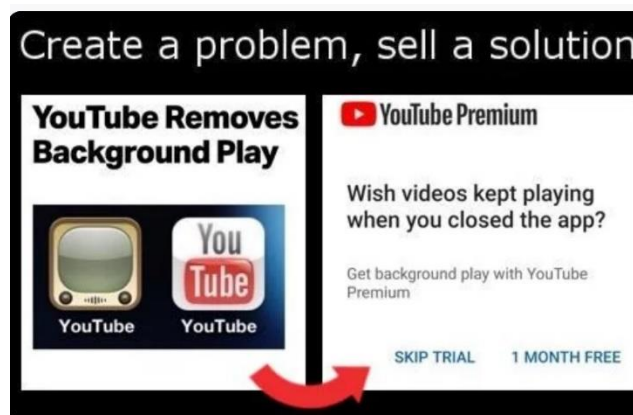 Create a problem, sell a solution
YouTube Removes
Background Play
You
Tube
YouTube
YouTube
YouTube Premium
Wish videos kept playing
when you closed the app?
Get background play with YouTube
Premium
SKIP TRIAL
1 MONTH FREE